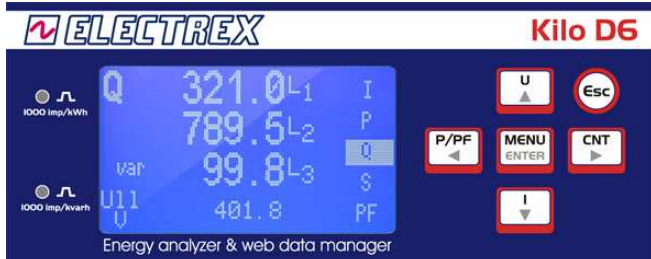 ELECTREX
Kilo D6
1000 imp/kWh
1000 imp/kvarh
Q 321.0 L1
789.5 L2
var 99.8 L3
Ull V 401.8
I
P
Q
S
PF
U
Esc
P/PF
MENU
ENTER
CNT
I
Energy analyzer & web data manager